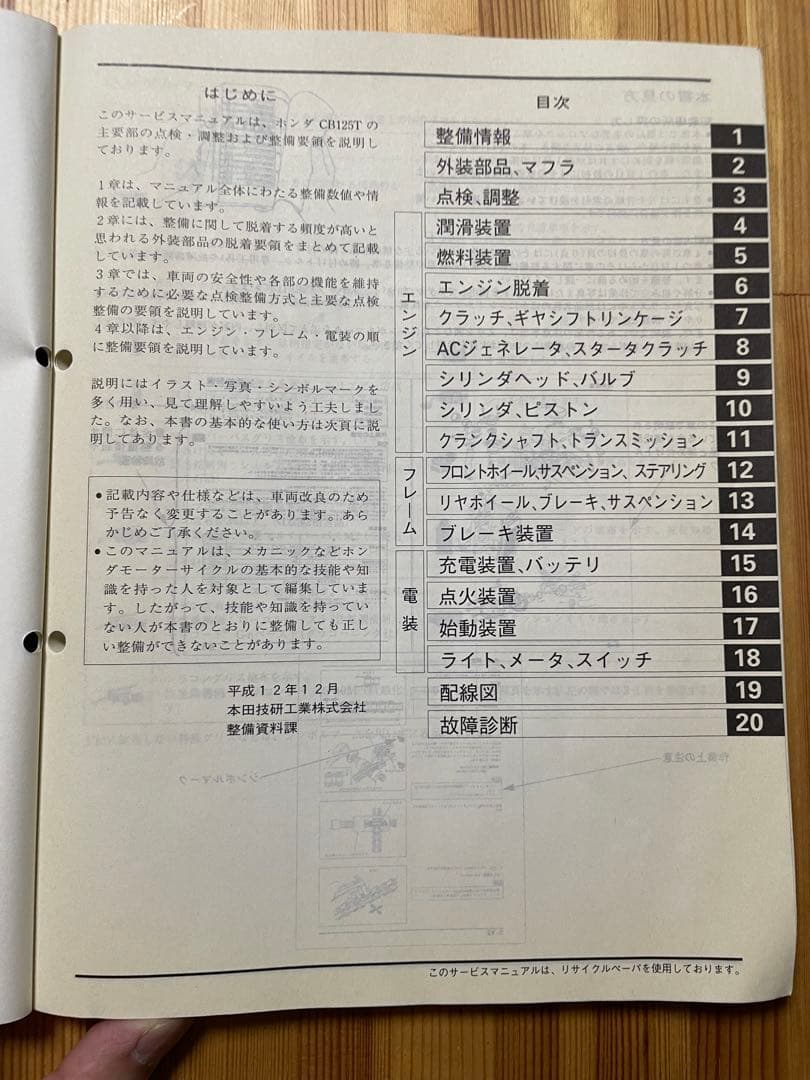 はじめに
このサービスマニュアルは、ホンダ CB125T の
主要部の点検・調整および整備要領を説明し
ております。
1章は、マニュアル全体にわたる整備数値や情
報を記載しています。
2章には、整備に関して脱着する頻度が高いと
思われる外装部品の脱着要領をまとめて記載
しています。
3章では、車両の安全性や各部の機能を維持
するために必要な点検整備方式と主要な点検
整備の要領を説明しています。
4章以降は、エンジン・フレーム・電装の順
に整備要領を説明しています。
説明にはイラスト・写真・シンボルマークを
多く用い、見て理解しやすいよう工夫しまし
た。なお、本書の基本的な使い方は次頁に説
明してあります。
●記載内容や仕様などは、車両改良のため
予告なく変更することがあります。あら
かじめご了承ください。
●このマニュアルは、メカニックなどホン
ダモーターサイクルの基本的な技能や知
識を持った人を対象として編集していま
す。したがって、技能や知識を持ってい
ない人が本書のとおりに整備しても正し
い整備ができないことがあります。
平成12年12月
本田技研工業株式会社
整備資料課
目次
整備情報 1
外装部品、マフラ 2
点検、調整 3
エンジン
潤滑装置 4
燃料装置 5
エンジン脱着 6
クラッチ、ギヤシフトリンケージ 7
ACジェネレータ、スタータクラッチ 8
シリンダヘッド、バルブ 9
シリンダ、ピストン 10
クランクシャフト、トランスミッション 11
フレーム
フロントホイール、サスペンション、ステアリング 12
リヤホイール、ブレーキ、サスペンション 13
ブレーキ装置 14
電装
充電装置、バッテリ 15
点火装置 16
始動装置 17
ライト、メータ、スイッチ 18
配線図 19
故障診断 20
シンボルマーク
作業上の注意
このサービスマニュアルは、リサイクルペーパを使用しております。